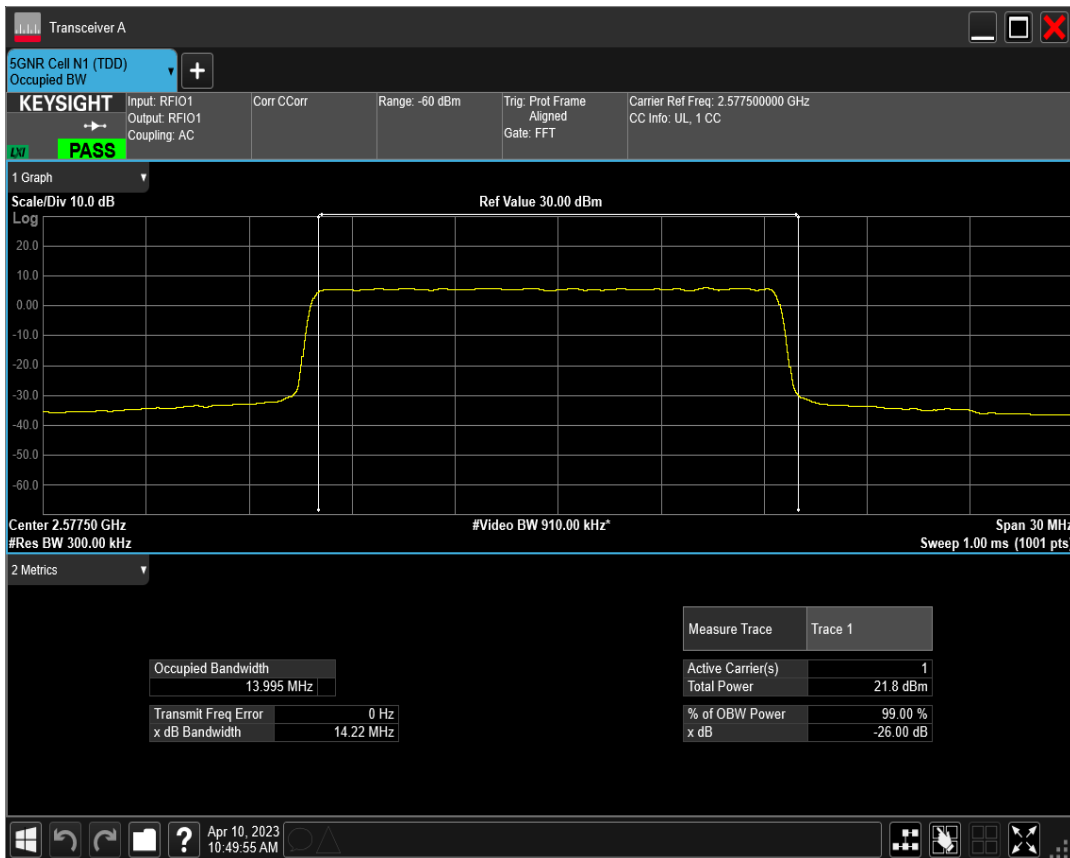 Transceiver A
5GNR Cell N1 (TDD)
Occupied BW
+
KEYSIGHT
LXI
PASS
Input: RFIO1
Output: RFIO1
Coupling: AC
Corr CCorr
Range: -60 dBm
Trig: Prot Frame
Aligned
Gate: FFT
Carrier Ref Freq: 2.577500000 GHz
CC Info: UL, 1 CC
1 Graph
Scale/Div 10.0 dB
Ref Value 30.00 dBm
Log
20.0
10.0
0.00
-10.0
-20.0
-30.0
-40.0
-50.0
-60.0
Center 2.57750 GHz
#Video BW 910.00 kHz*
Span 30 MHz
#Res BW 300.00 kHz
Sweep 1.00 ms (1001 pts)
2 Metrics
Measure Trace Trace 1
Occupied Bandwidth
13.995 MHz
Active Carrier(s) 1
Total Power 21.8 dBm
Transmit Freq Error 0 Hz
x dB Bandwidth 14.22 MHz
% of OBW Power 99.00 %
x dB -26.00 dB
?
Apr 10, 2023
10:49:55 AM